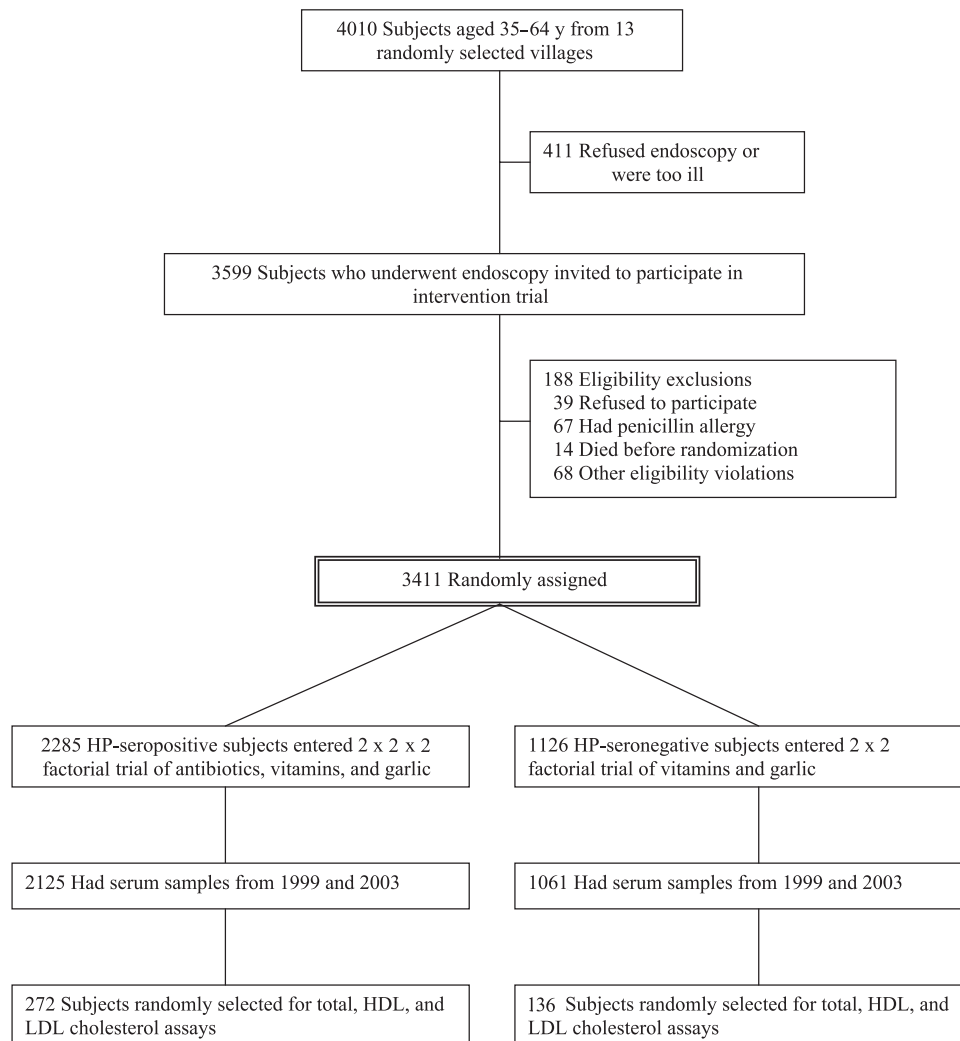 4010 Subjects aged 35–64 y from 13
randomly selected villages
411 Refused endoscopy or
were too ill
3599 Subjects who underwent endoscopy invited to participate in
intervention trial
188 Eligibility exclusions
39 Refused to participate
67 Had penicillin allergy
14 Died before randomization
68 Other eligibility violations
3411 Randomly assigned
2285 HP-seropositive subjects entered 2 x 2 x 2
factorial trial of antibiotics, vitamins, and garlic
1126 HP-seronegative subjects entered 2 x 2
factorial trial of vitamins and garlic
2125 Had serum samples from 1999 and 2003
1061 Had serum samples from 1999 and 2003
272 Subjects randomly selected for total, HDL, and
LDL cholesterol assays
136 Subjects randomly selected for total, HDL, and
LDL cholesterol assays